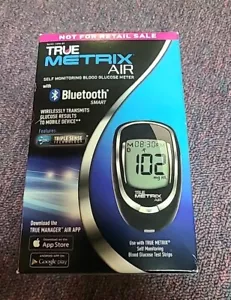 NOT FOR RETAIL SALE
TRUE
METRIX
AIR
SELF MONITORING BLOOD GLUCOSE METER
with
Bluetooth
SMART
WIRELESSLY TRANSMITS
GLUCOSE RESULTS
TO MOBILE DEVICE**
Features
TRIPLE SENSE
102
TRUE
METRIX
AIR
Download the
TRUE MANAGER AIR APP
App Store
Google play
Use with TRUE METRIX®
Self Monitoring
Blood Glucose Test Strips